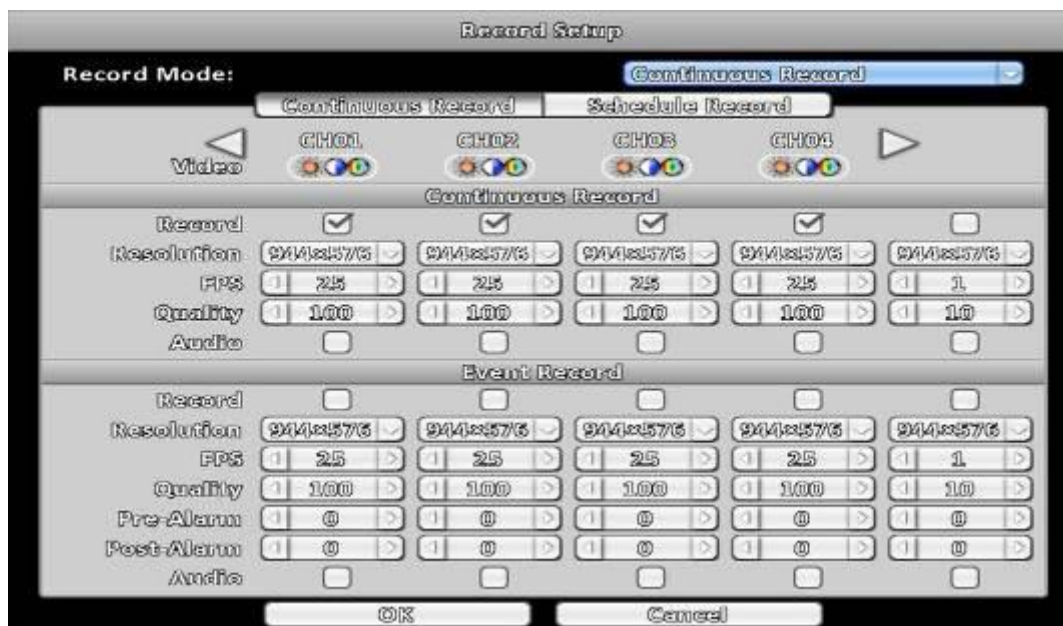 Record Setup
Record Mode: Continuous Record
Continuous Record Schedule Record
CH01 CH02 CH03 CH04
Video
Continuous Record
Record
Resolution 944x576 944x576 944x576 944x576 944x576
FPS 25 25 25 25 1
Quality 100 100 100 100 10
Audio
Event Record
Record
Resolution 944x576 944x576 944x576 944x576 944x576
FPS 25 25 25 25 1
Quality 100 100 100 100 10
Pre-Alarm 0 0 0 0 0
Post-Alarm 0 0 0 0 0
Audio
OK Cancel